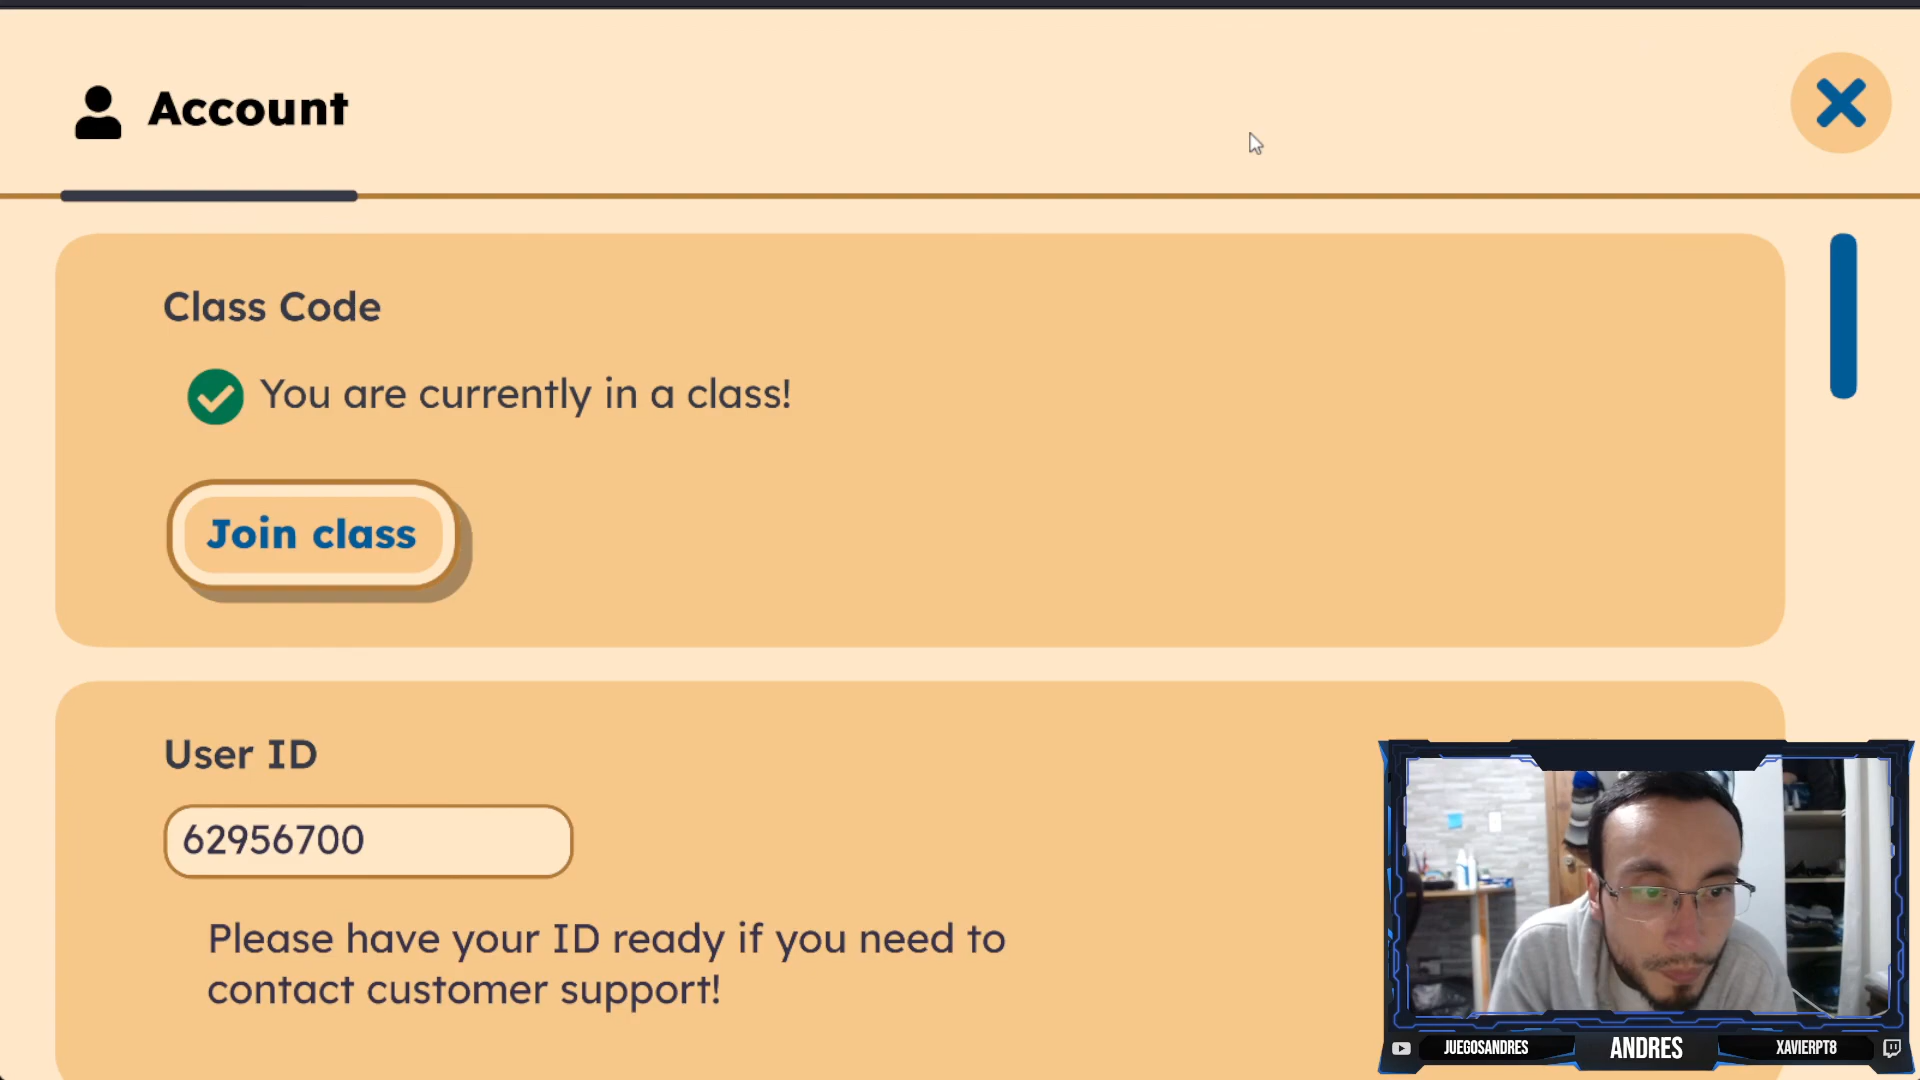 Account
Class Code
You are currently in a class!
Join class
User ID
62956700
Please have your ID ready if you need to
contact customer support!
JUEGOSANDRES
ANDRES
XAVIERPT8